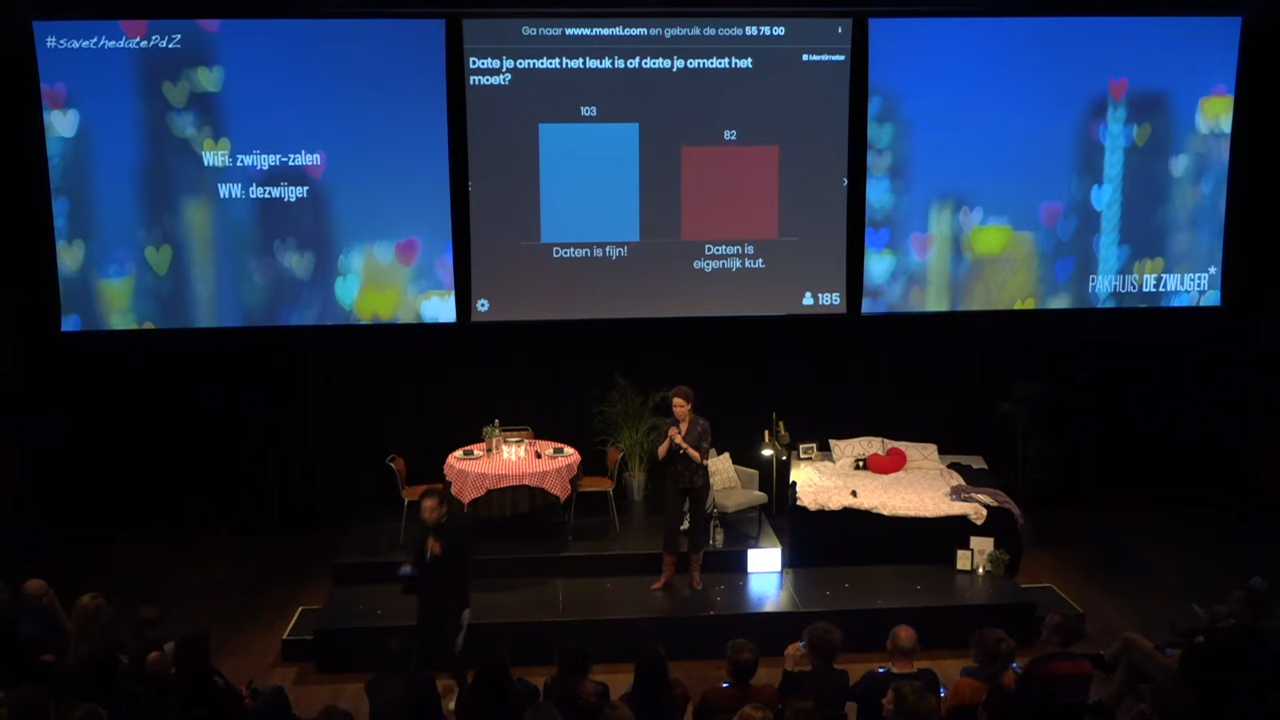 #savethedatePdZ
WiFi: zwijger-zalen
WW: dezwijger
Ga naar www.menti.com en gebruik de code 55 75 00
Mentimeter
Date je omdat het leuk is of date je omdat het
moet?
103
82
Daten is fijn!
Daten is
eigenlijk kut.
185
PAKHUIS DE ZWIJGER*